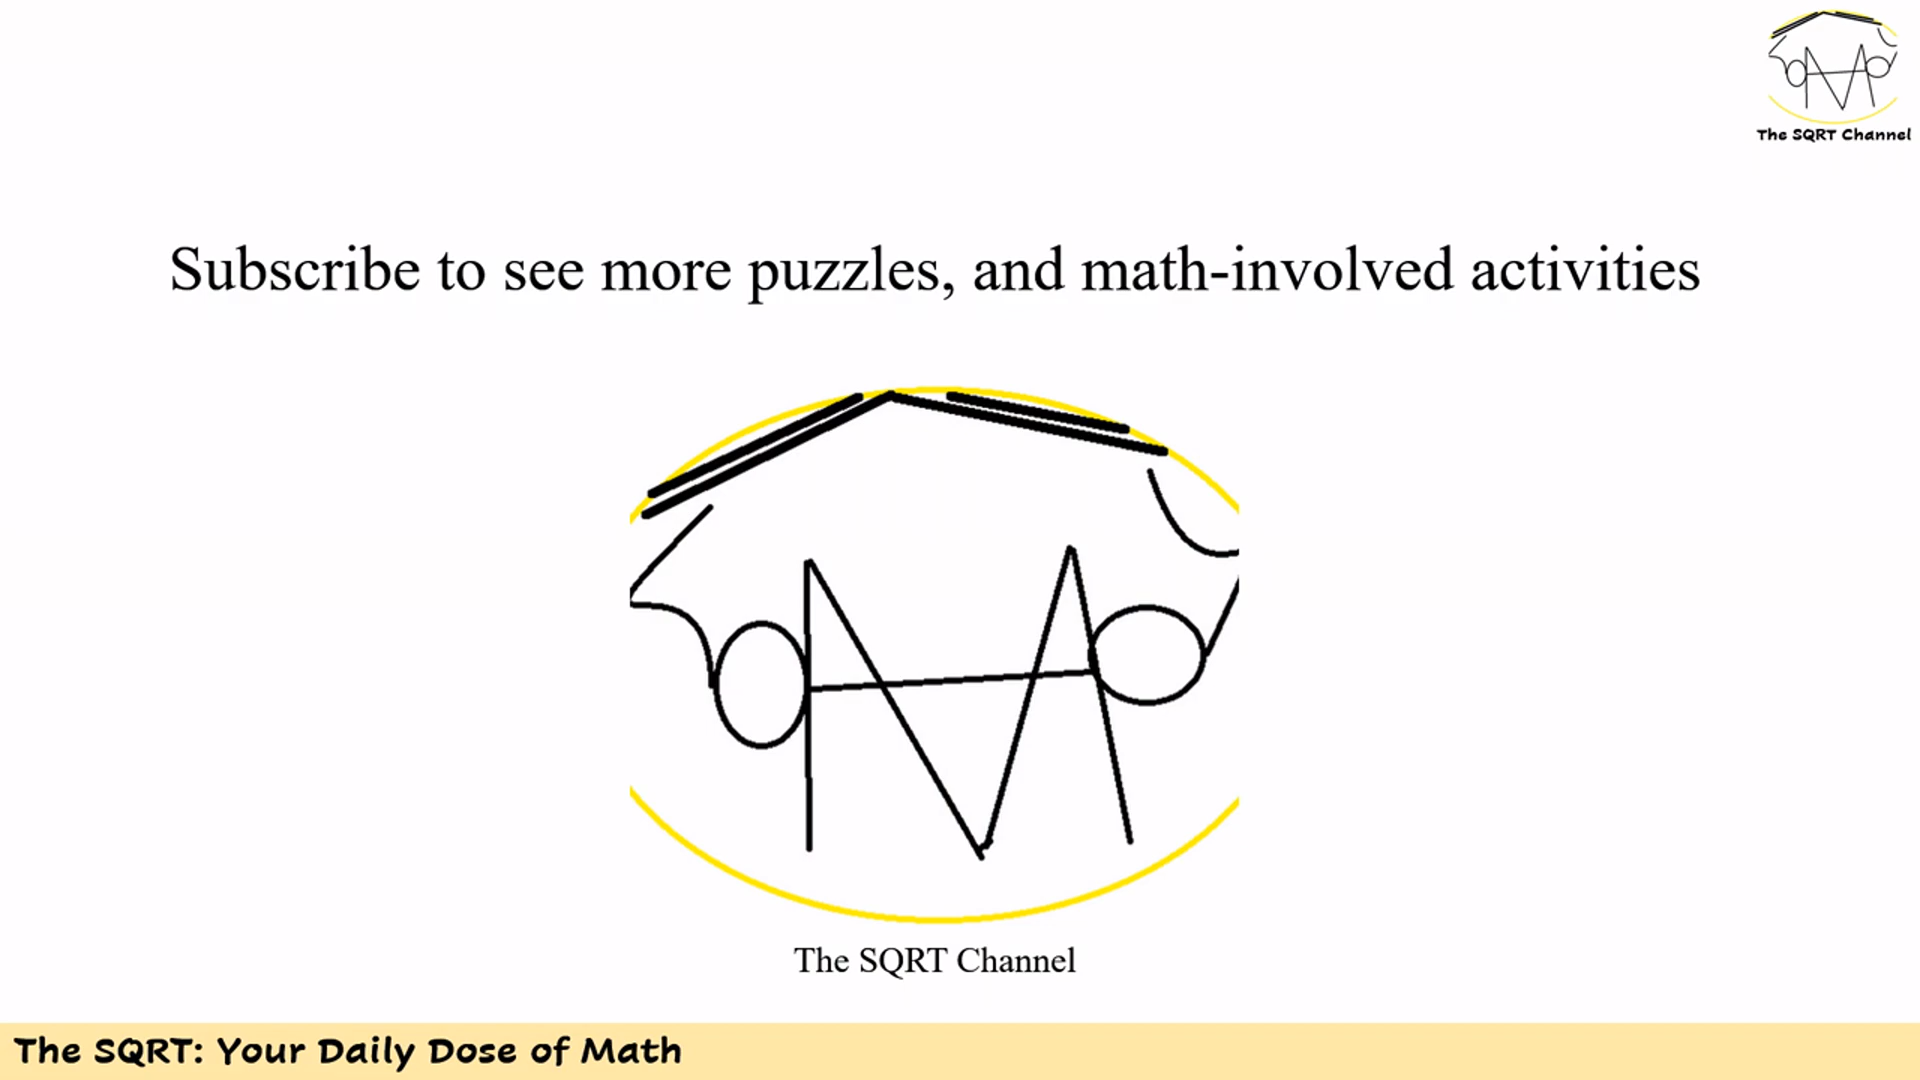 The SQRT Channel
Subscribe to see more puzzles, and math-involved activities
The SQRT Channel
The SQRT: Your Daily Dose of Math